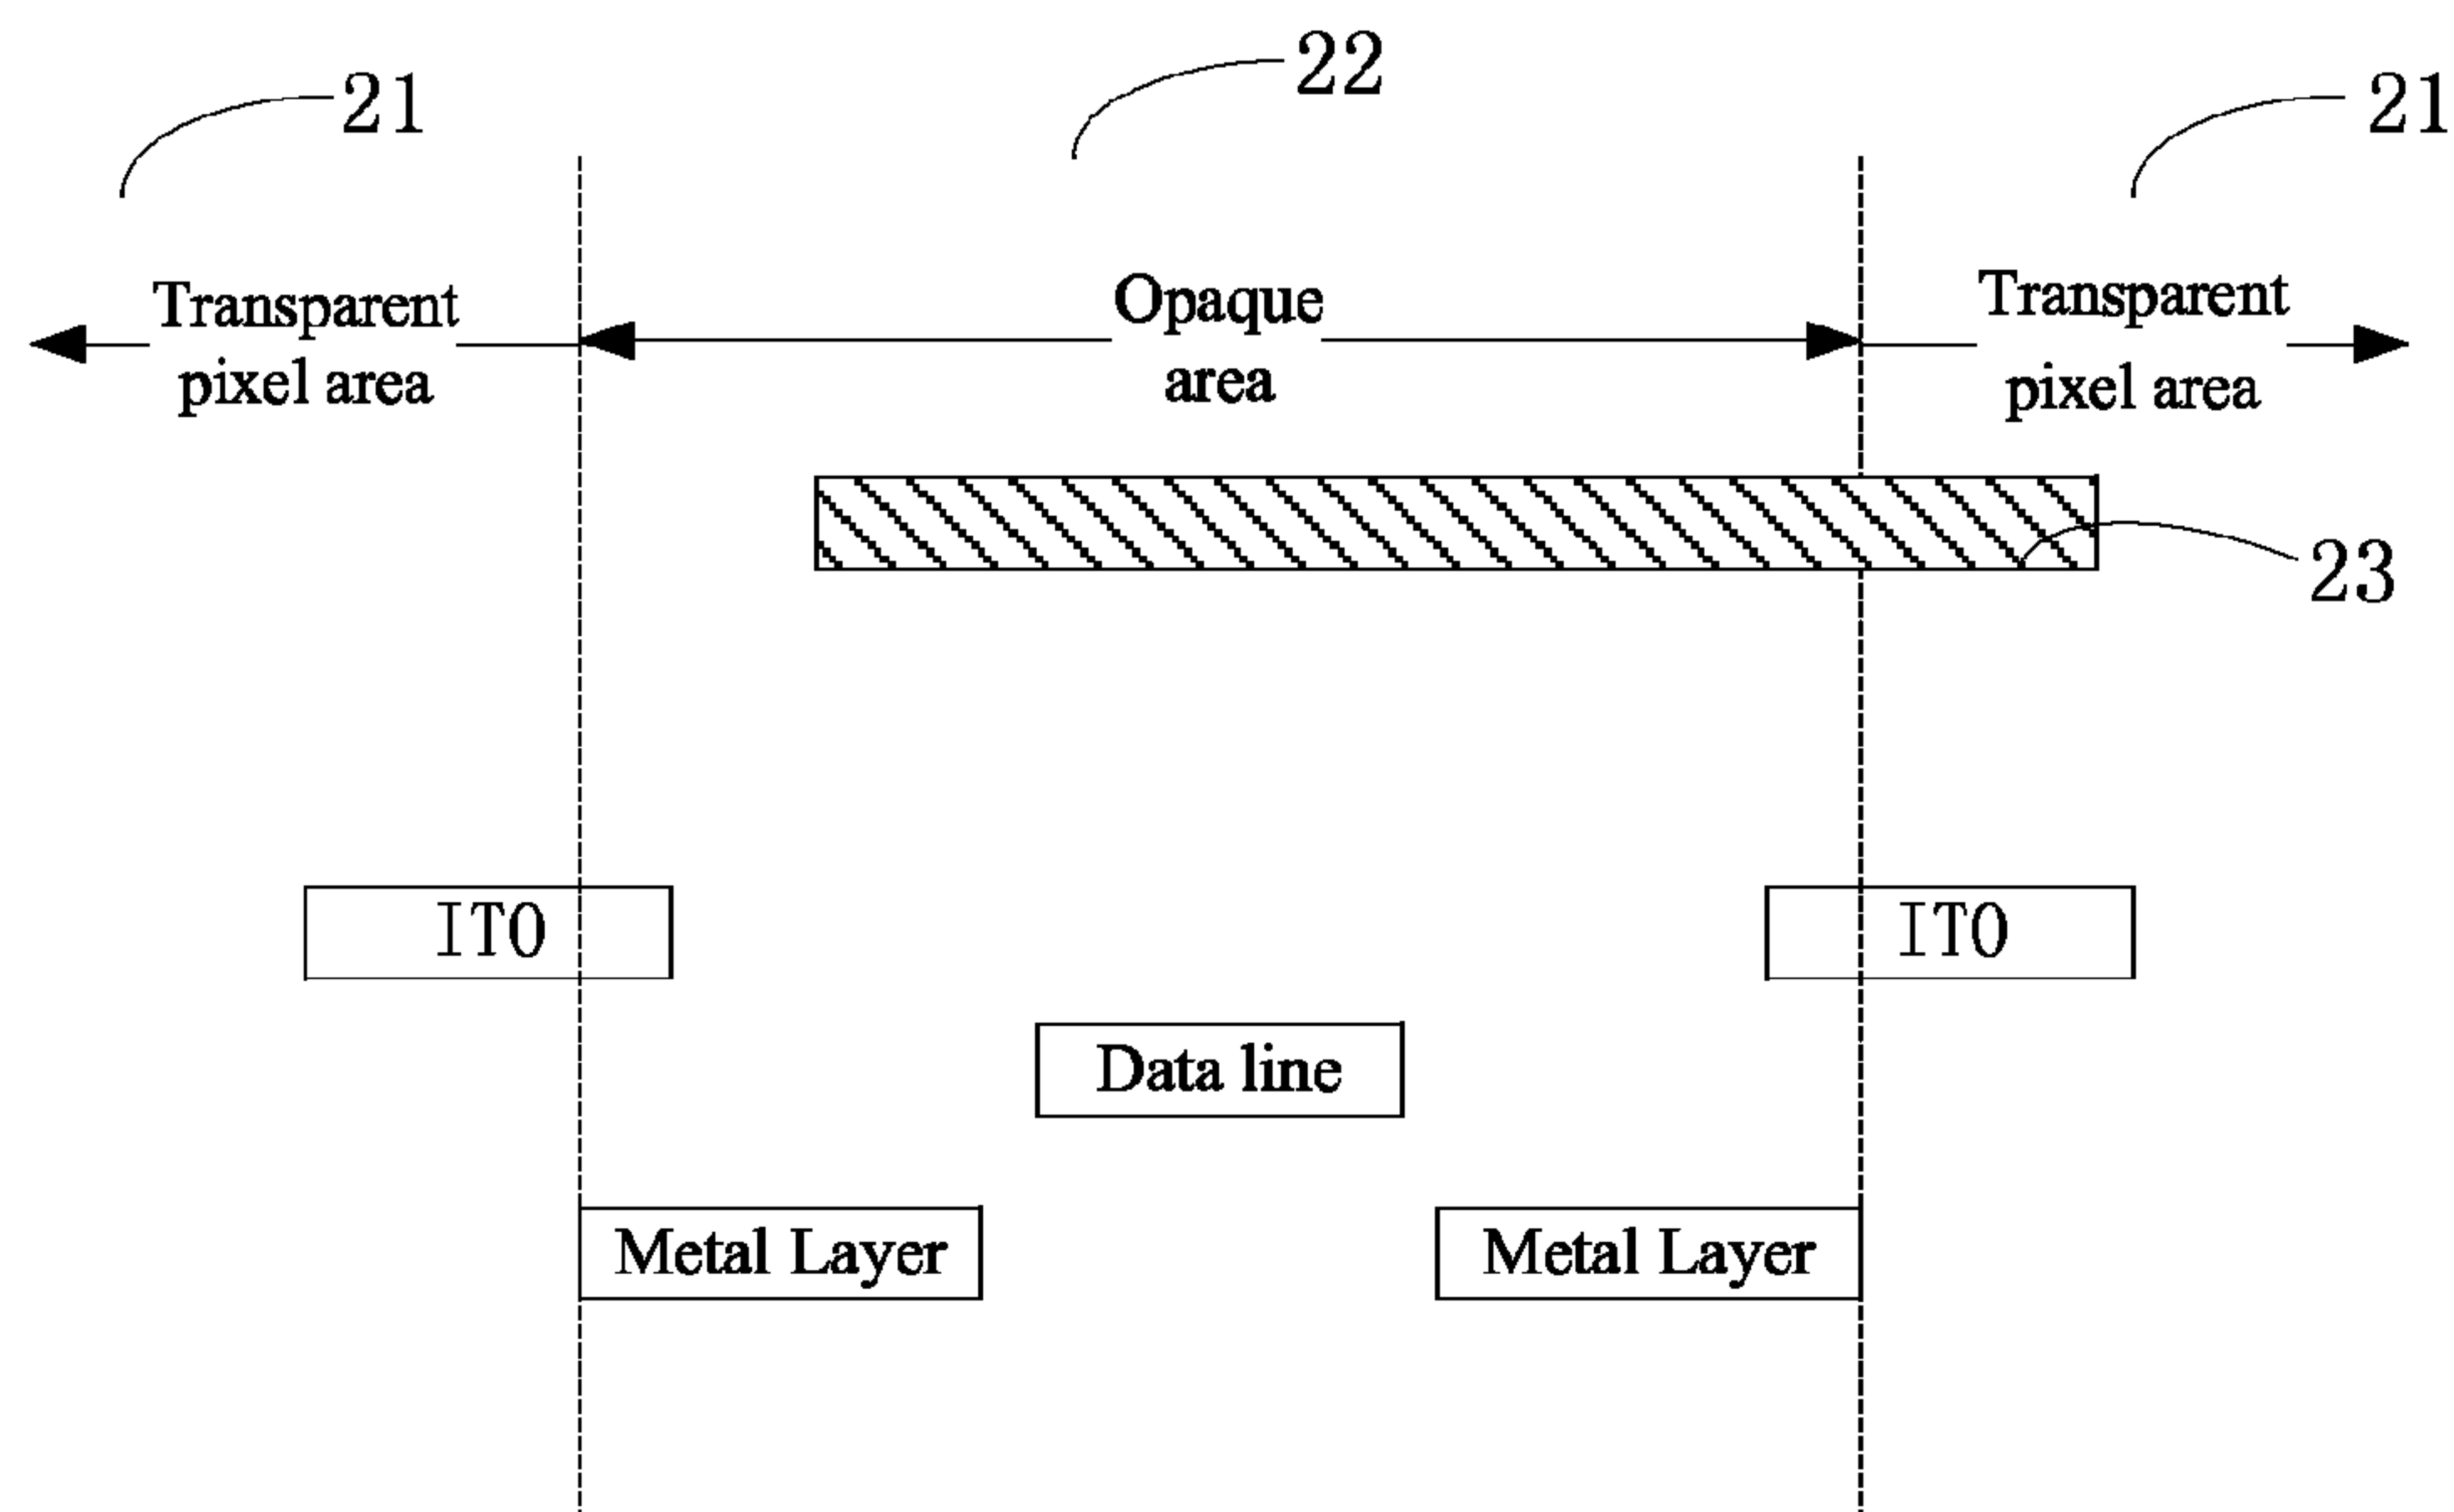 22
21
21
Transparent
pixel area
Opaque
area
Transparent
pixel area
23
ITO
ITO
Data line
Metal Layer
Metal Layer